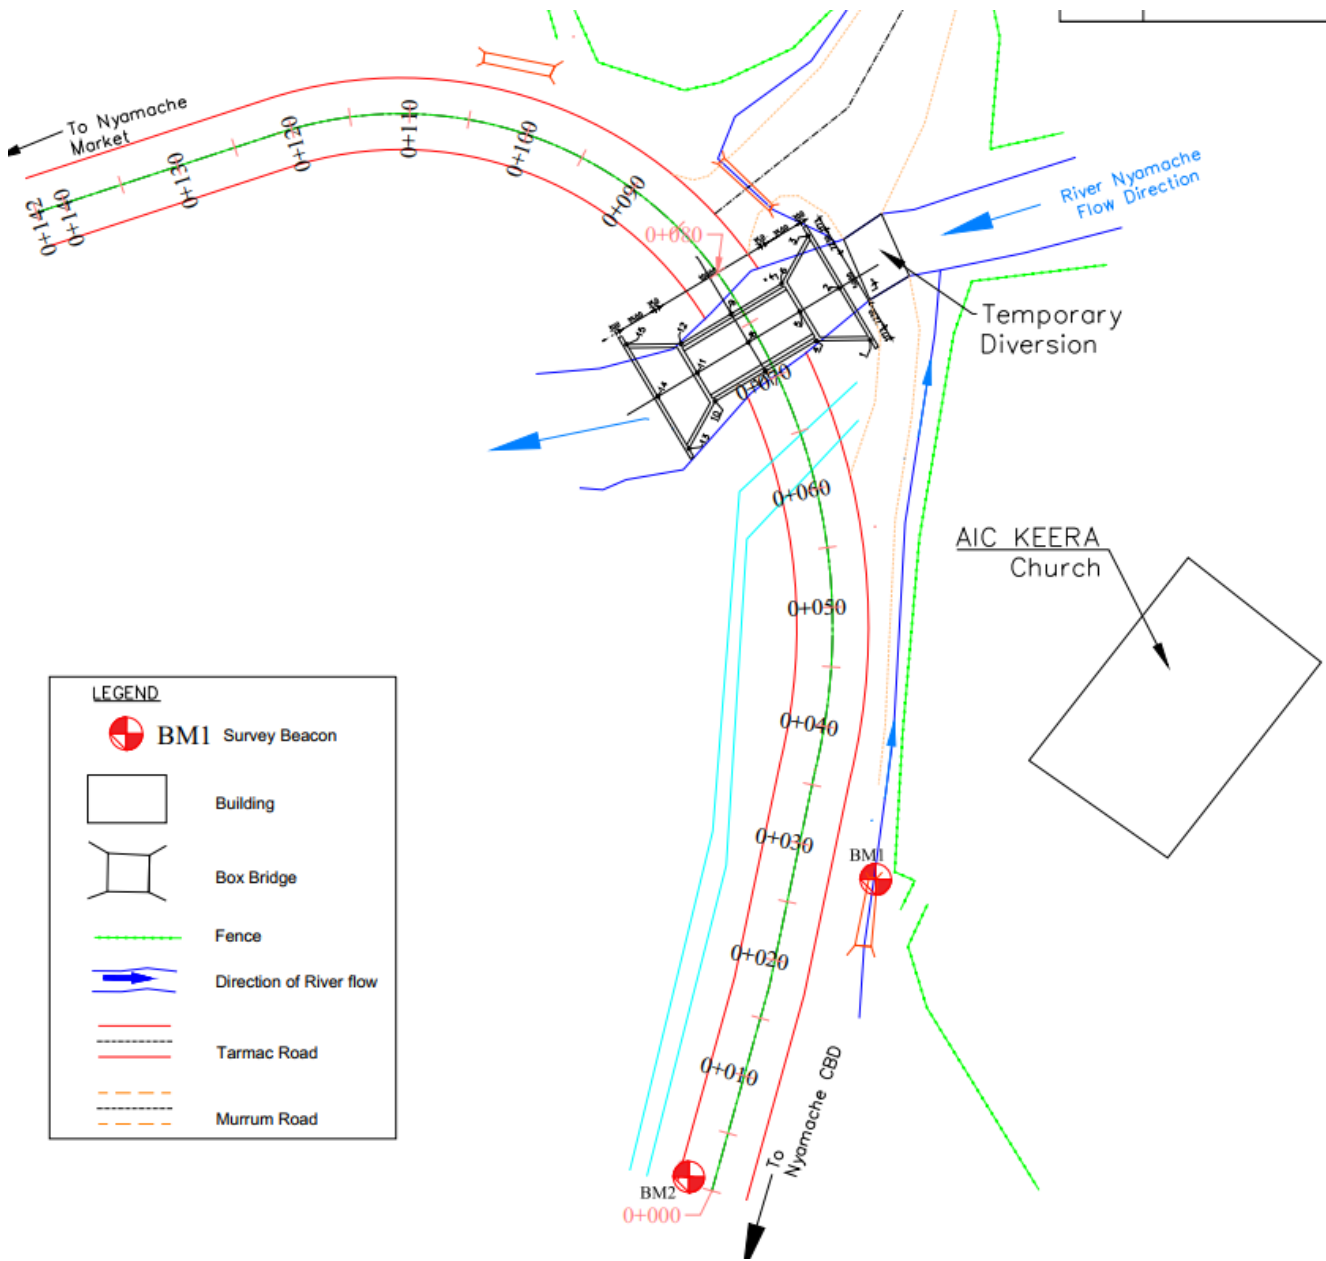 To Nyamache
Market
0+142
0+140
0+130
0+120
0+110
0+100
0+090
0+080
River Nyamache
Flow Direction
Temporary
Diversion
0+070
0+060
AIC KEERA
Church
0+050
0+040
0+030
BM1
0+020
0+010
To
Nyamache CBD
BM2
0+000
LEGEND
BM1 Survey Beacon
Building
Box Bridge
Fence
Direction of River flow
Tarmac Road
Murrum Road